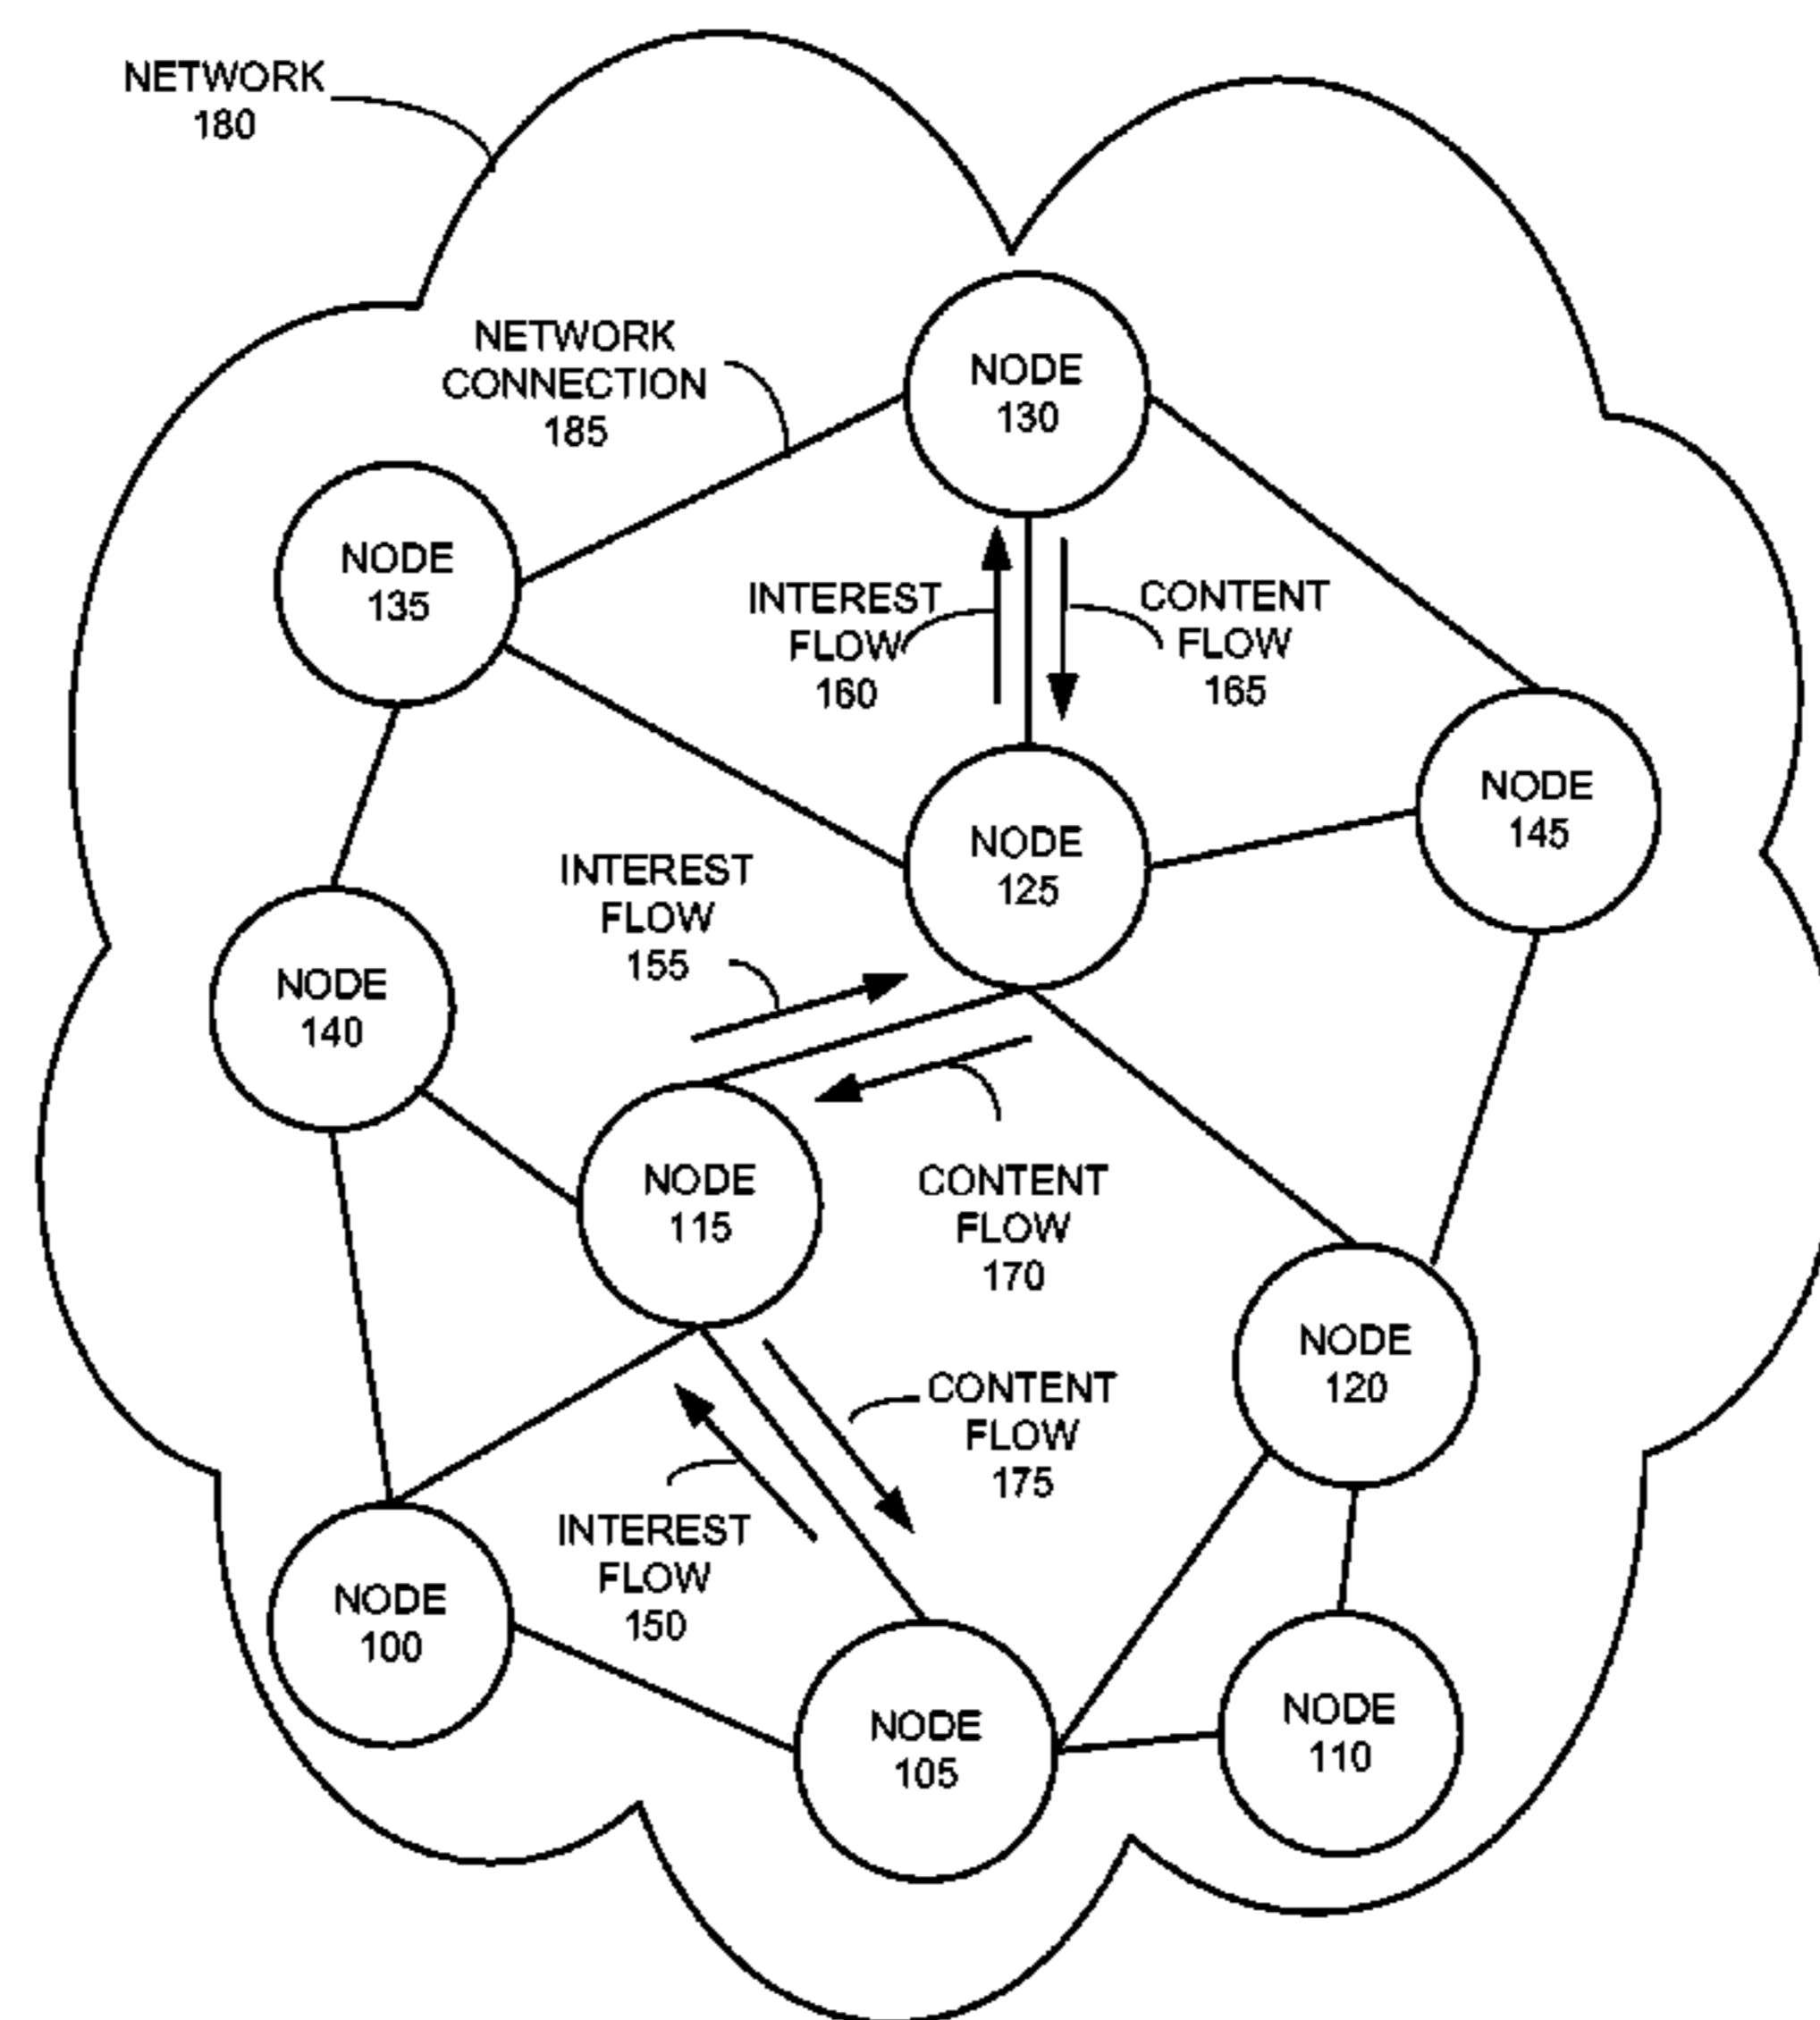 NETWORK
180
NETWORK
CONNECTION
185
NODE
130
NODE
135
INTEREST
FLOW
160
CONTENT
FLOW
165
NODE
145
NODE
125
INTEREST
FLOW
155
NODE
140
NODE
115
CONTENT
FLOW
170
NODE
120
CONTENT
FLOW
175
INTEREST
FLOW
150
NODE
100
NODE
105
NODE
110